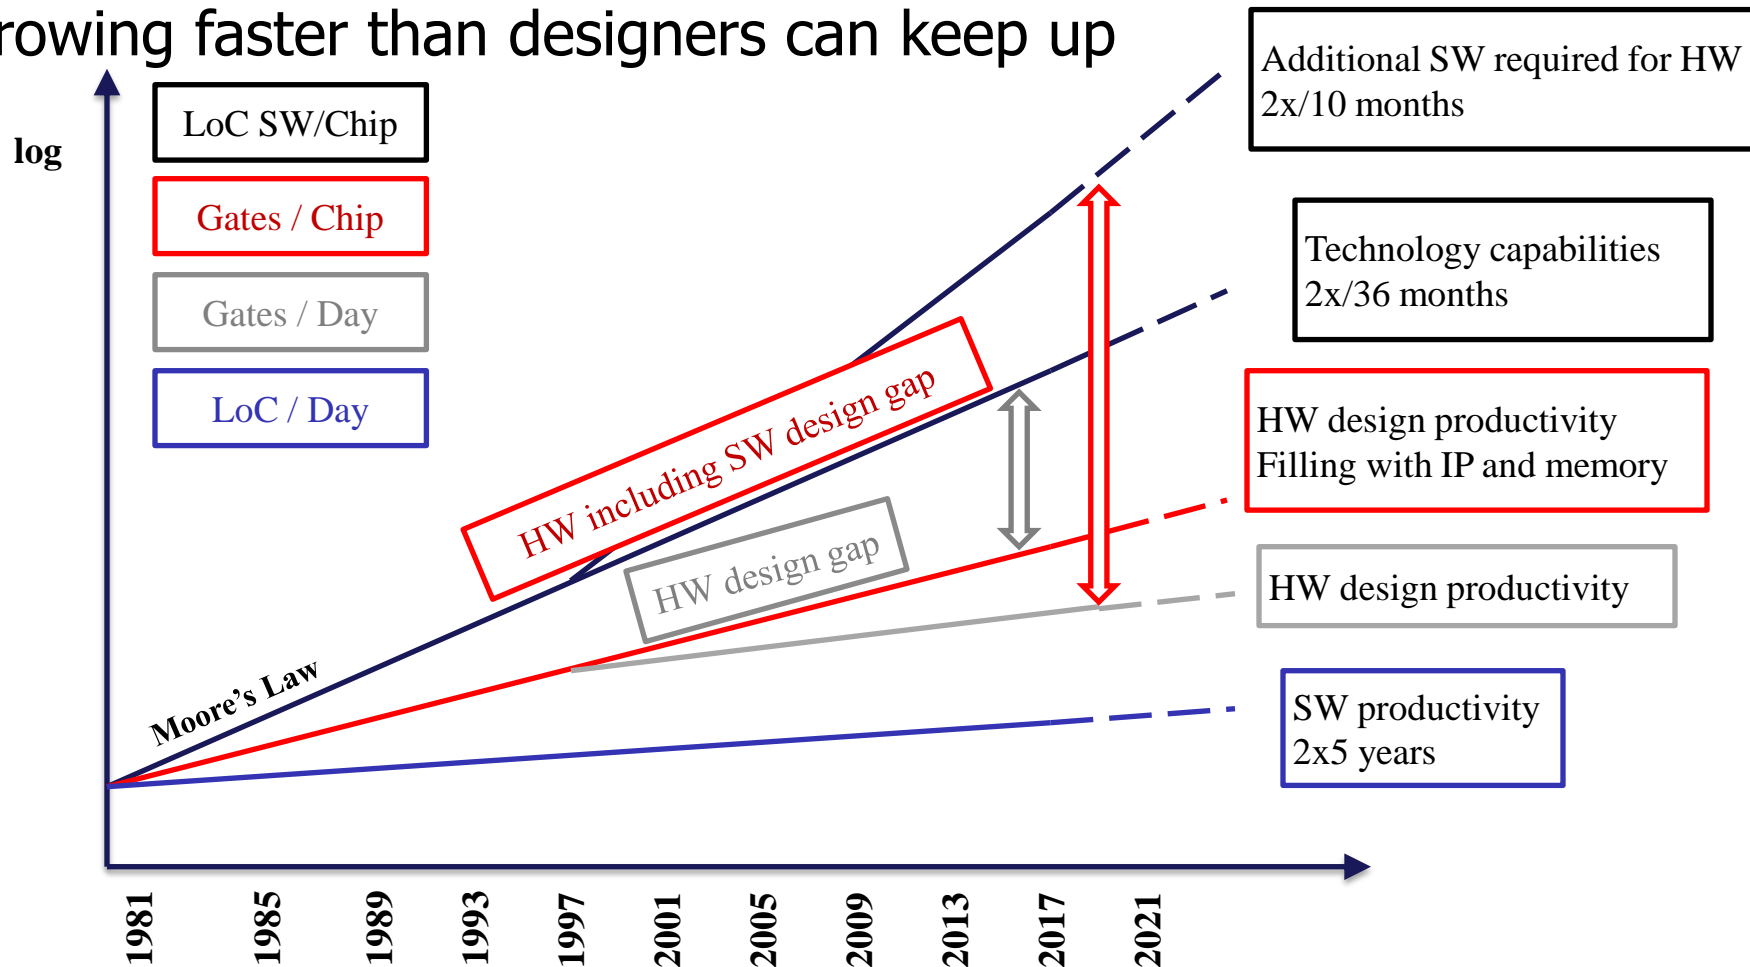 rowing faster than designers can keep up
log
LoC SW/Chip
Gates / Chip
Gates / Day
LoC / Day
Additional SW required for HW
2x/10 months
Technology capabilities
2x/36 months
HW design productivity
Filling with IP and memory
HW design productivity
SW productivity
2x5 years
HW including SW design gap
HW design gap
Moore's Law
1981
1985
1989
1993
1997
2001
2005
2009
2013
2017
2021